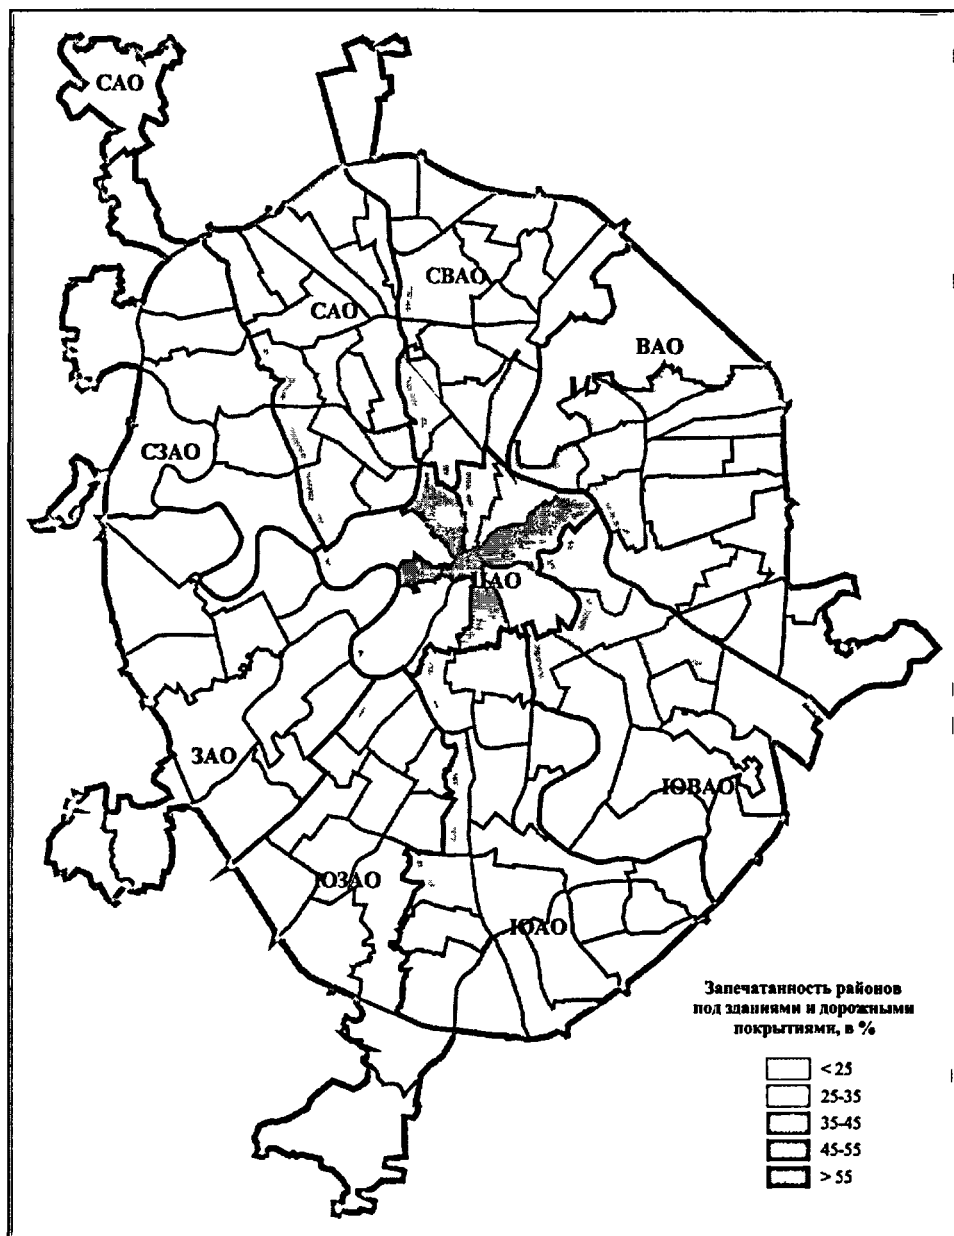 САО
СВАО
САО
ВАО
СЗАО
ЦАО
ЗАО
ЮВАО
ЮЗАО
ЮАО
Запечатанность районов
под зданиями и дорожными
покрытиями, в %
< 25
25-35
35-45
45-55
> 55